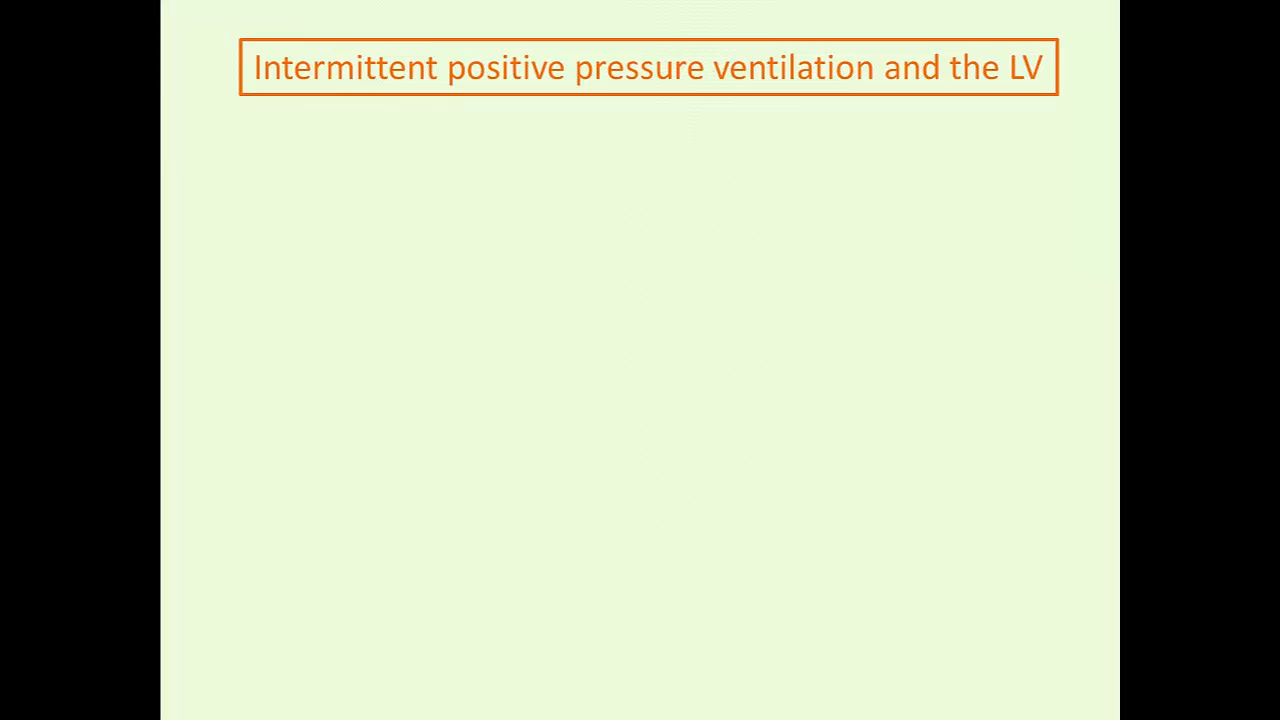 Intermittent positive pressure ventilation and the LV